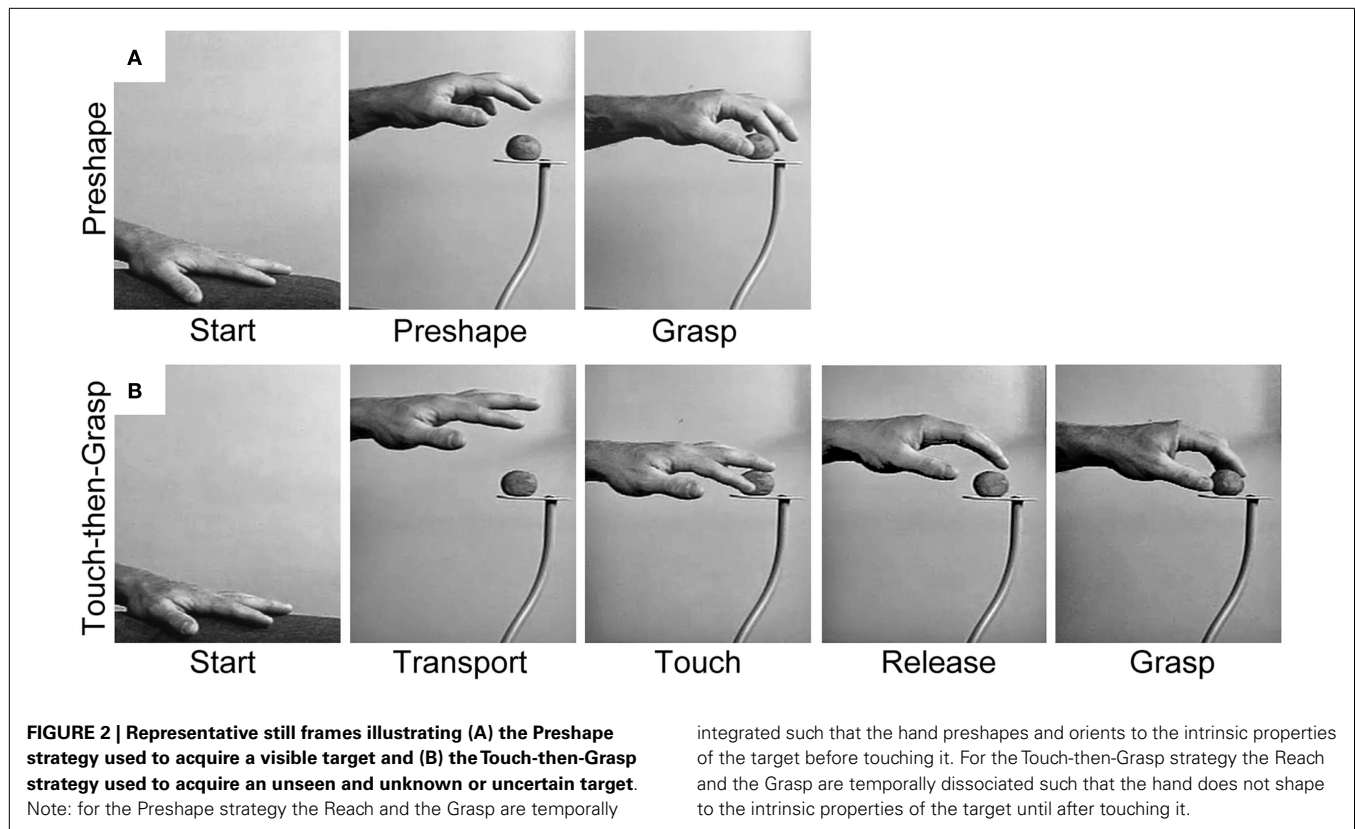 A
Preshape
Start
Preshape
Grasp
B
Touch-then-Grasp
Start
Transport
Touch
Release
Grasp
FIGURE 2 | Representative still frames illustrating (A) the Preshape
strategy used to acquire a visible target and (B) the Touch-then-Grasp
strategy used to acquire an unseen and unknown or uncertain target.
Note: for the Preshape strategy the Reach and the Grasp are temporally
integrated such that the hand preshapes and orients to the intrinsic properties
of the target before touching it. For the Touch-then-Grasp strategy the Reach
and the Grasp are temporally dissociated such that the hand does not shape
to the intrinsic properties of the target until after touching it.